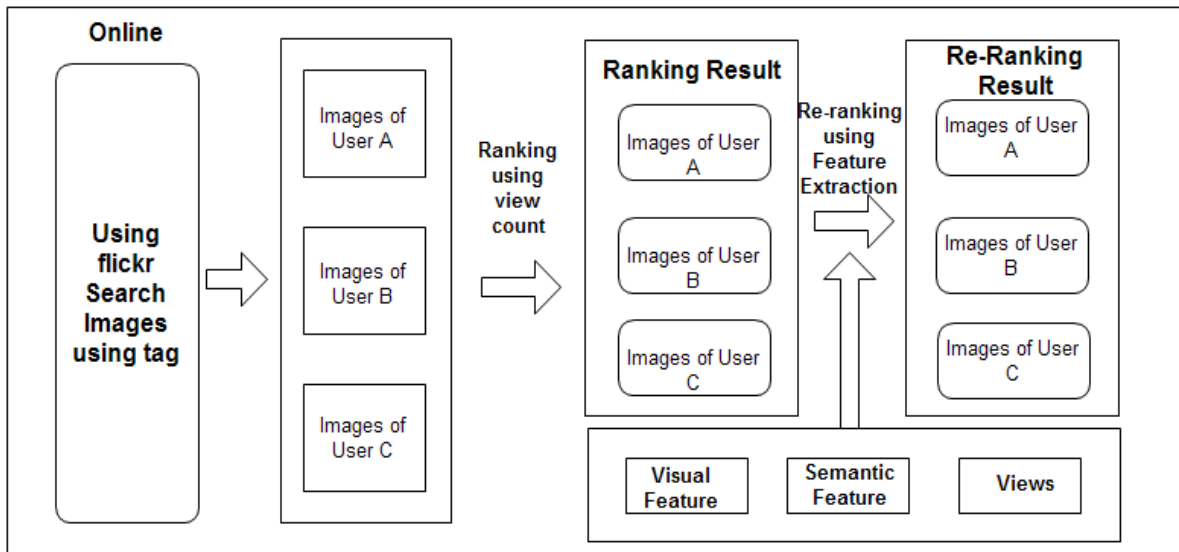 Online
Using
flickr
Search
Images
using tag
Images of
User A
Images of
User B
Images of
User C
Ranking
using
view
count
Ranking Result
Images of User
A
Images of User
B
Images of User
C
Re-ranking
using
Feature
Extraction
Re-Ranking
Result
Images of User
A
Images of User
B
Images of User
C
Visual
Feature
Semantic
Feature
Views